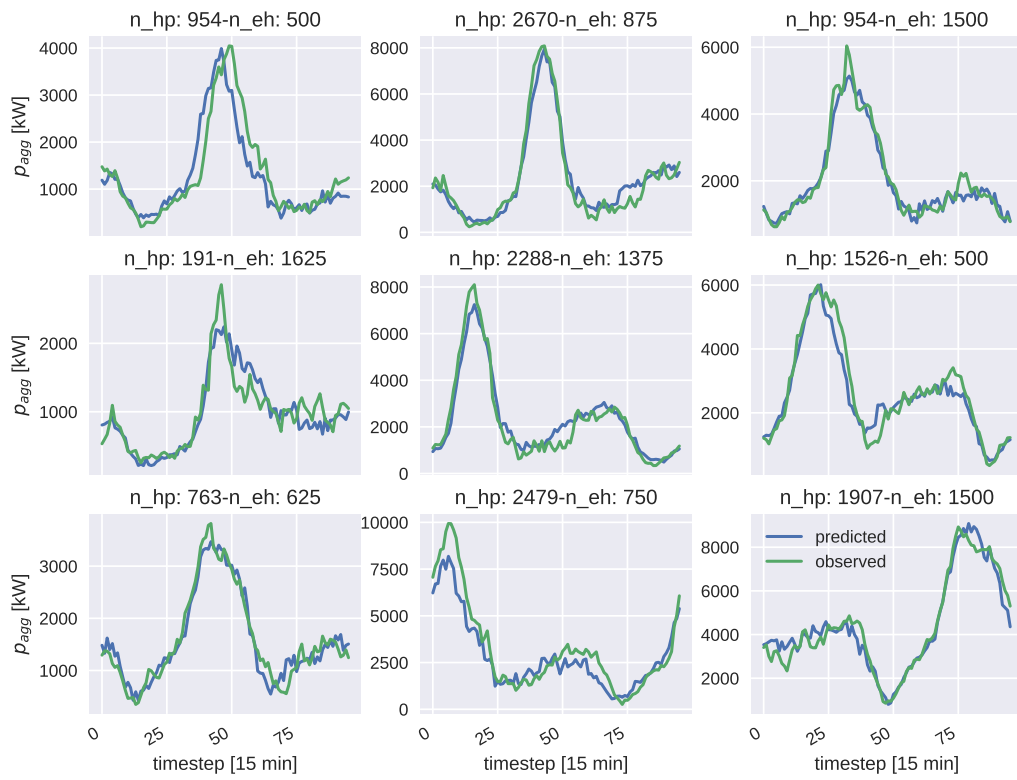 n_hp: 954-n_eh: 500
n_hp: 2670-n_eh: 875
n_hp: 954-n_eh: 1500
4000
3000
2000
1000
p_agg [kW]
8000
6000
4000
2000
0
6000
4000
2000
n_hp: 191-n_eh: 1625
n_hp: 2288-n_eh: 1375
n_hp: 1526-n_eh: 500
2000
1000
p_agg [kW]
8000
6000
4000
2000
0
6000
4000
2000
n_hp: 763-n_eh: 625
n_hp: 2479-n_eh: 750
n_hp: 1907-n_eh: 1500
3000
2000
1000
p_agg [kW]
10000
7500
5000
2500
0
8000
6000
4000
2000
predicted
observed
0 25 50 75
0 25 50 75
0 25 50 75
timestep [15 min]
timestep [15 min]
timestep [15 min]